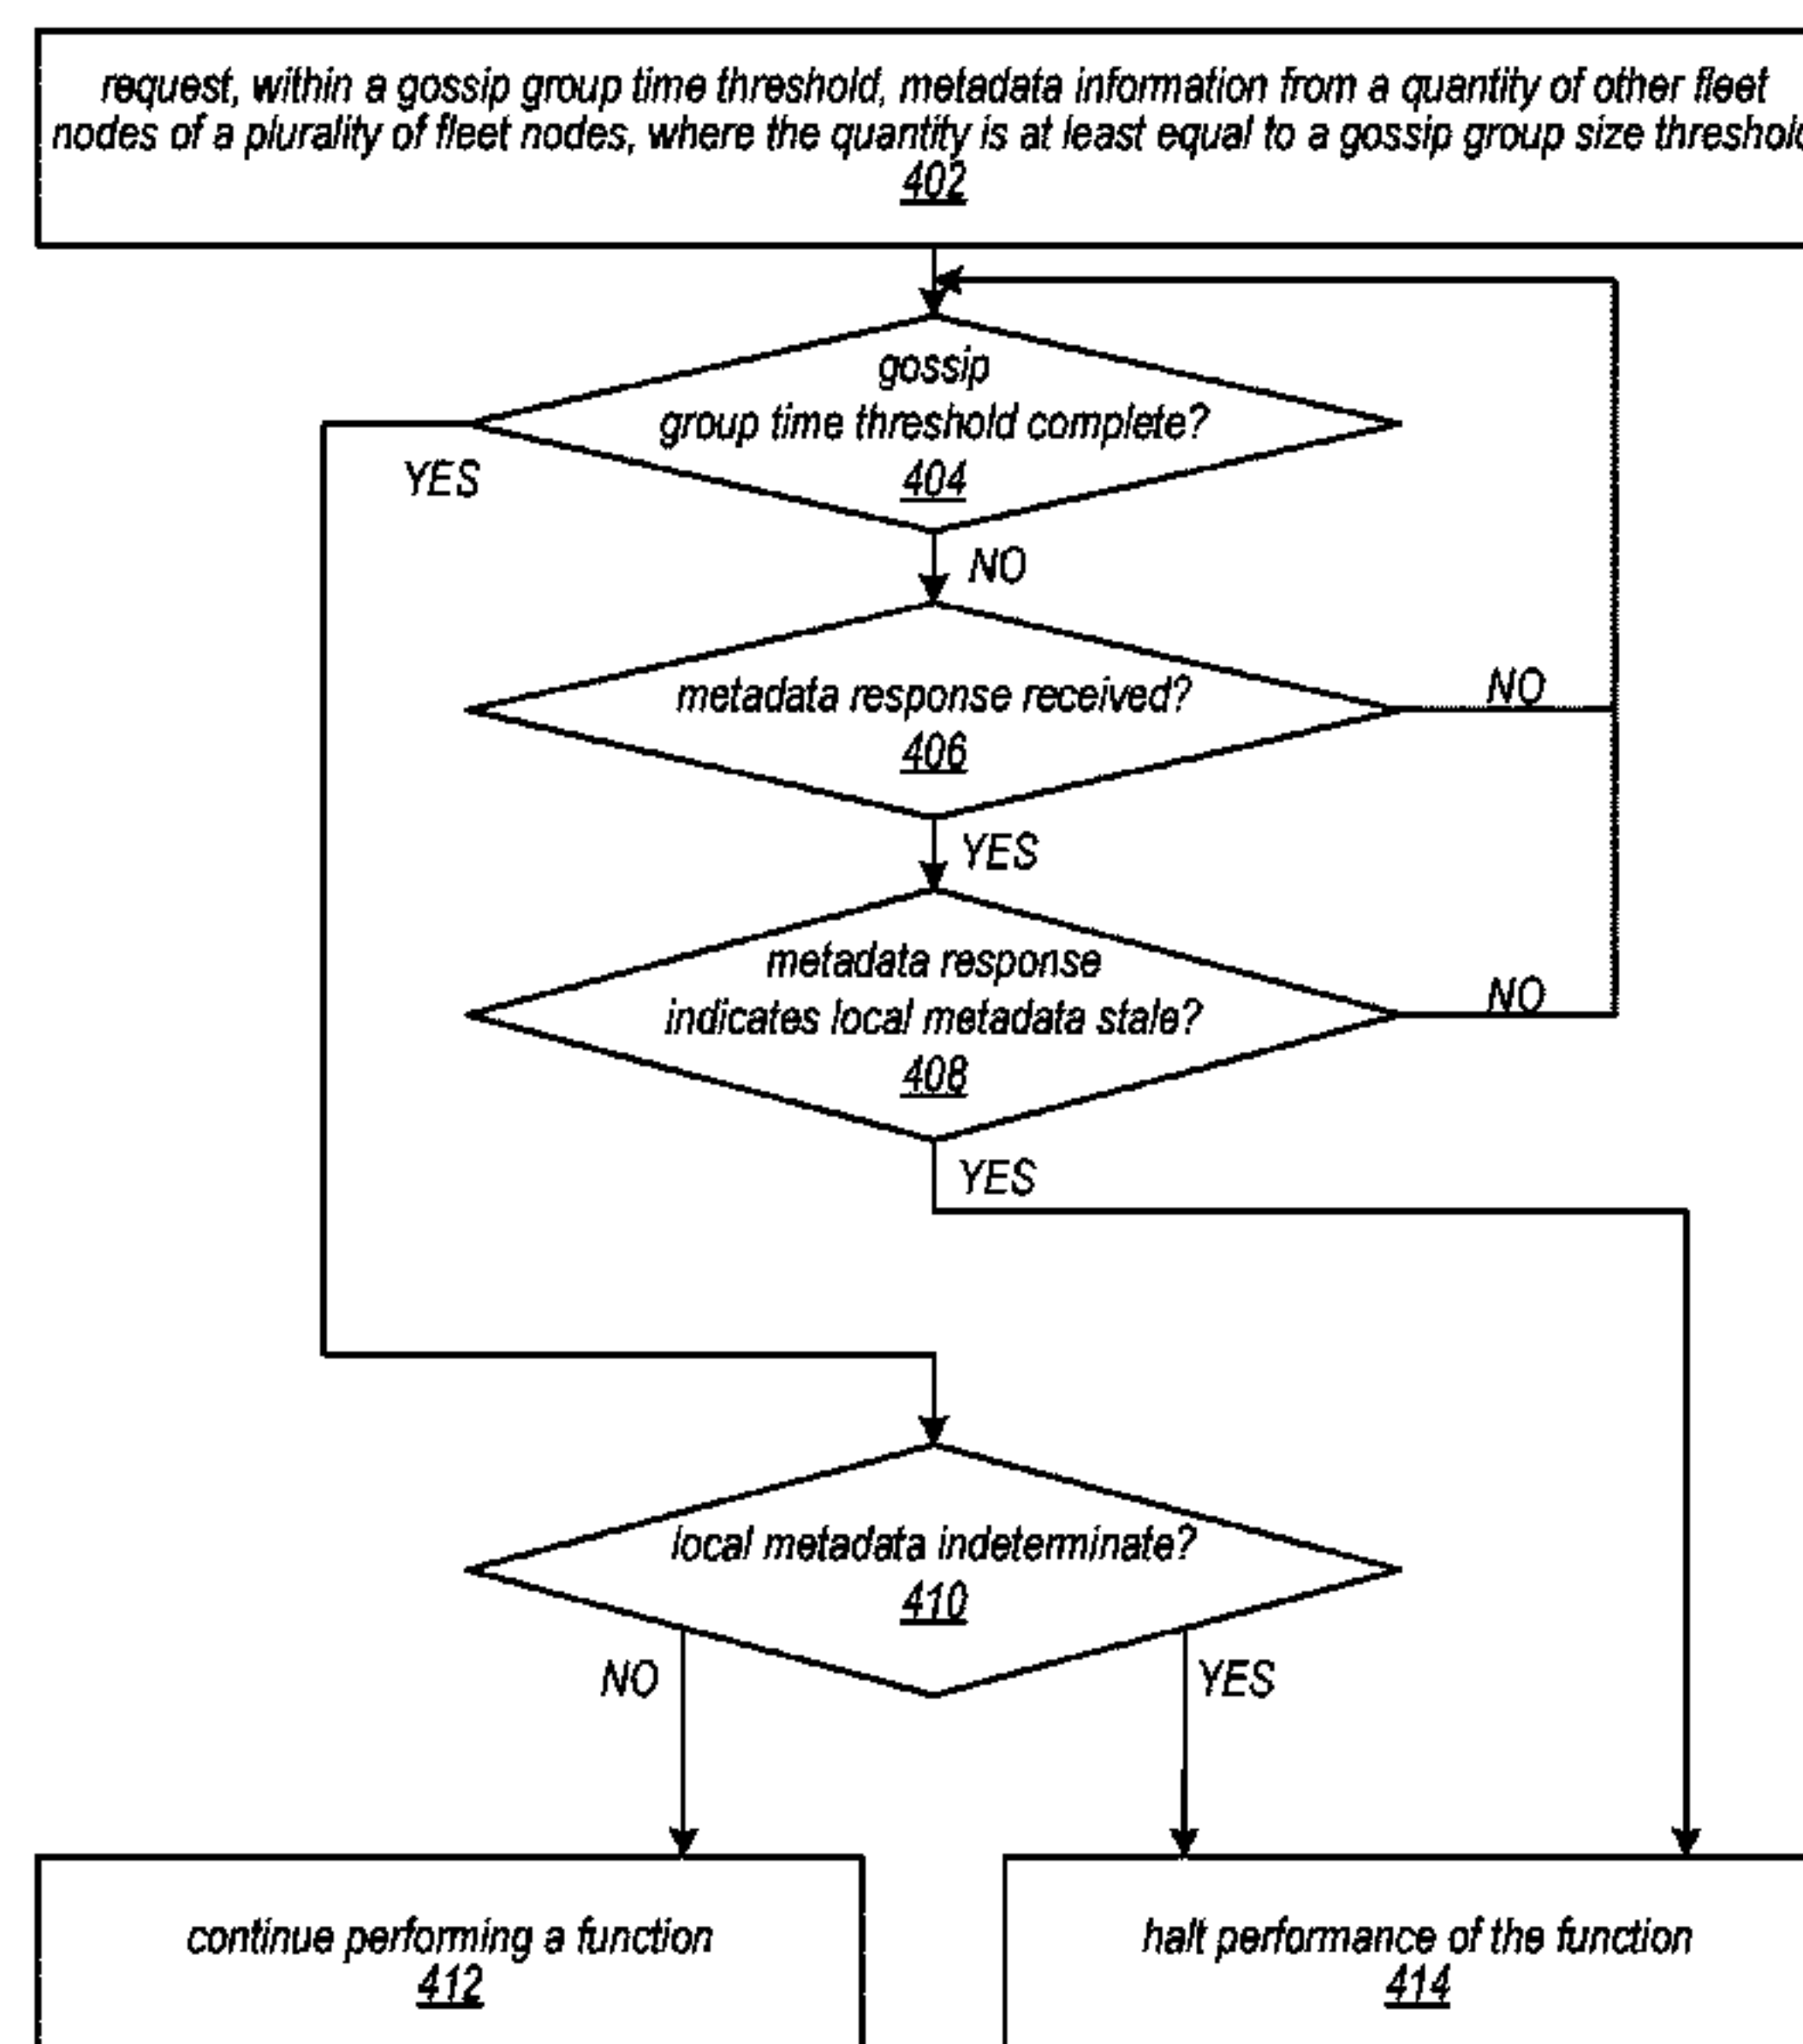 request, within a gossip group time threshold, metadata information from a quantity of other fleet
nodes of a plurality of fleet nodes, where the quantity is at least equal to a gossip group size threshold
402
gossip
group time threshold complete?
404
YES
NO
metadata response received?
406
NO
YES
metadata response
indicates local metadata stale?
408
NO
YES
local metadata indeterminate?
410
NO
YES
continue performing a function
412
halt performance of the function
414